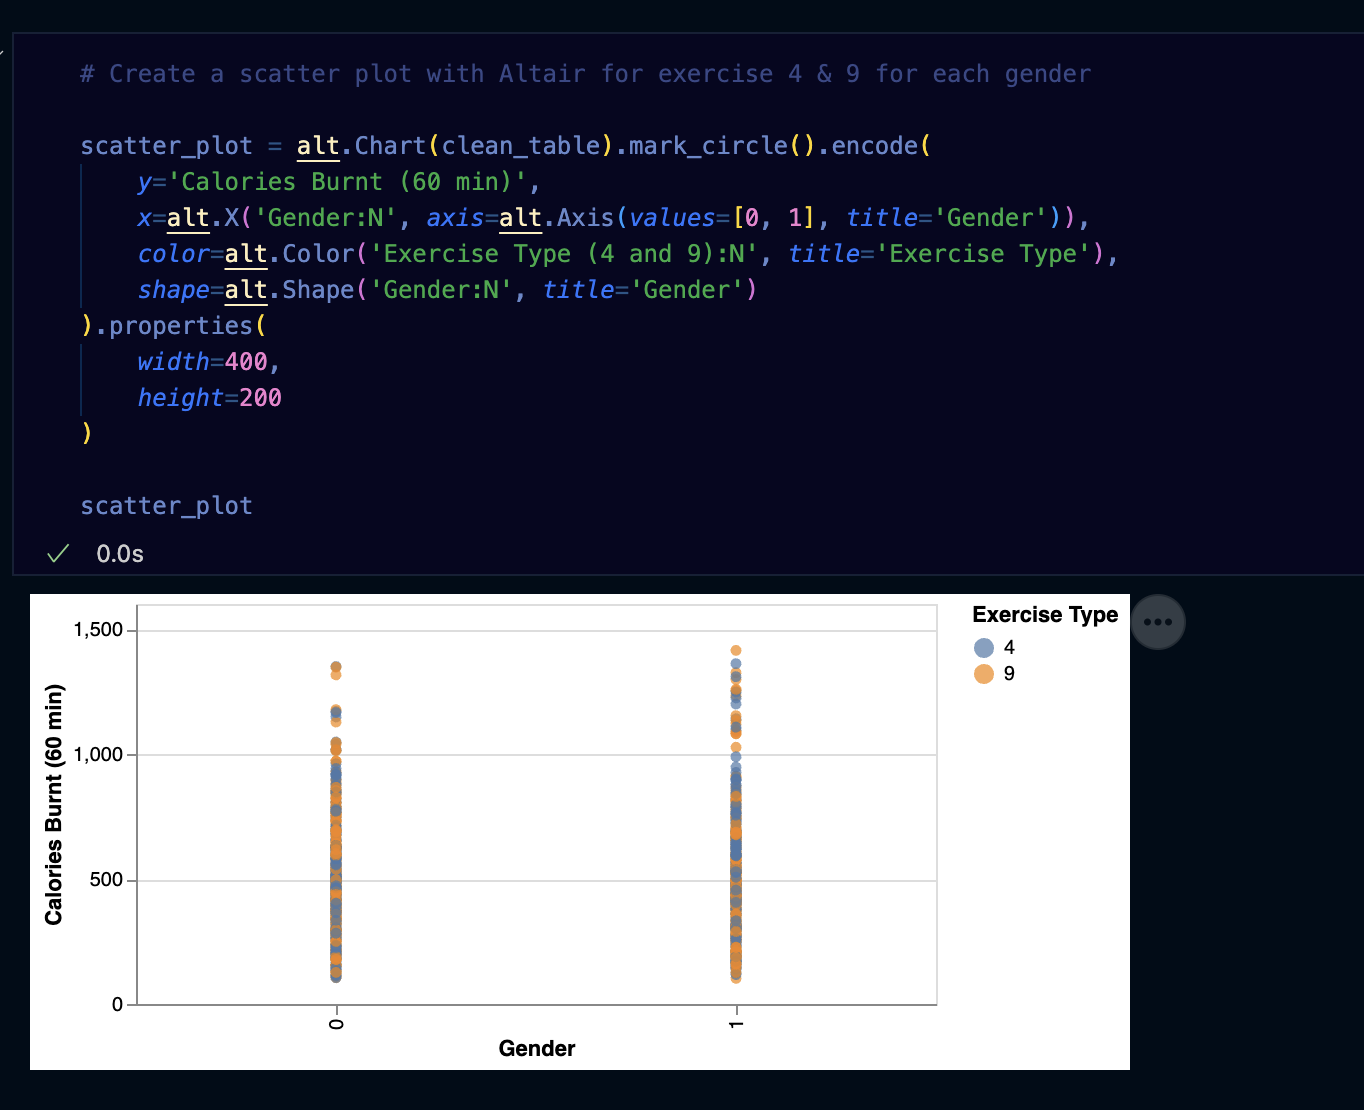 # Create a scatter plot with Altair for exercise 4 & 9 for each gender
scatter_plot = alt.Chart(clean_table).mark_circle().encode(
y='Calories Burnt (60 min)',
x=alt.X('Gender:N', axis=alt.Axis(values=[0, 1], title='Gender')),
color=alt.Color('Exercise Type (4 and 9):N', title='Exercise Type'),
shape=alt.Shape('Gender:N', title='Gender')
).properties(
width=400,
height=200
)
scatter_plot
0.0s
Exercise Type
4
9
1,500
1,000
500
0
Calories Burnt (60 min)
0
1
Gender